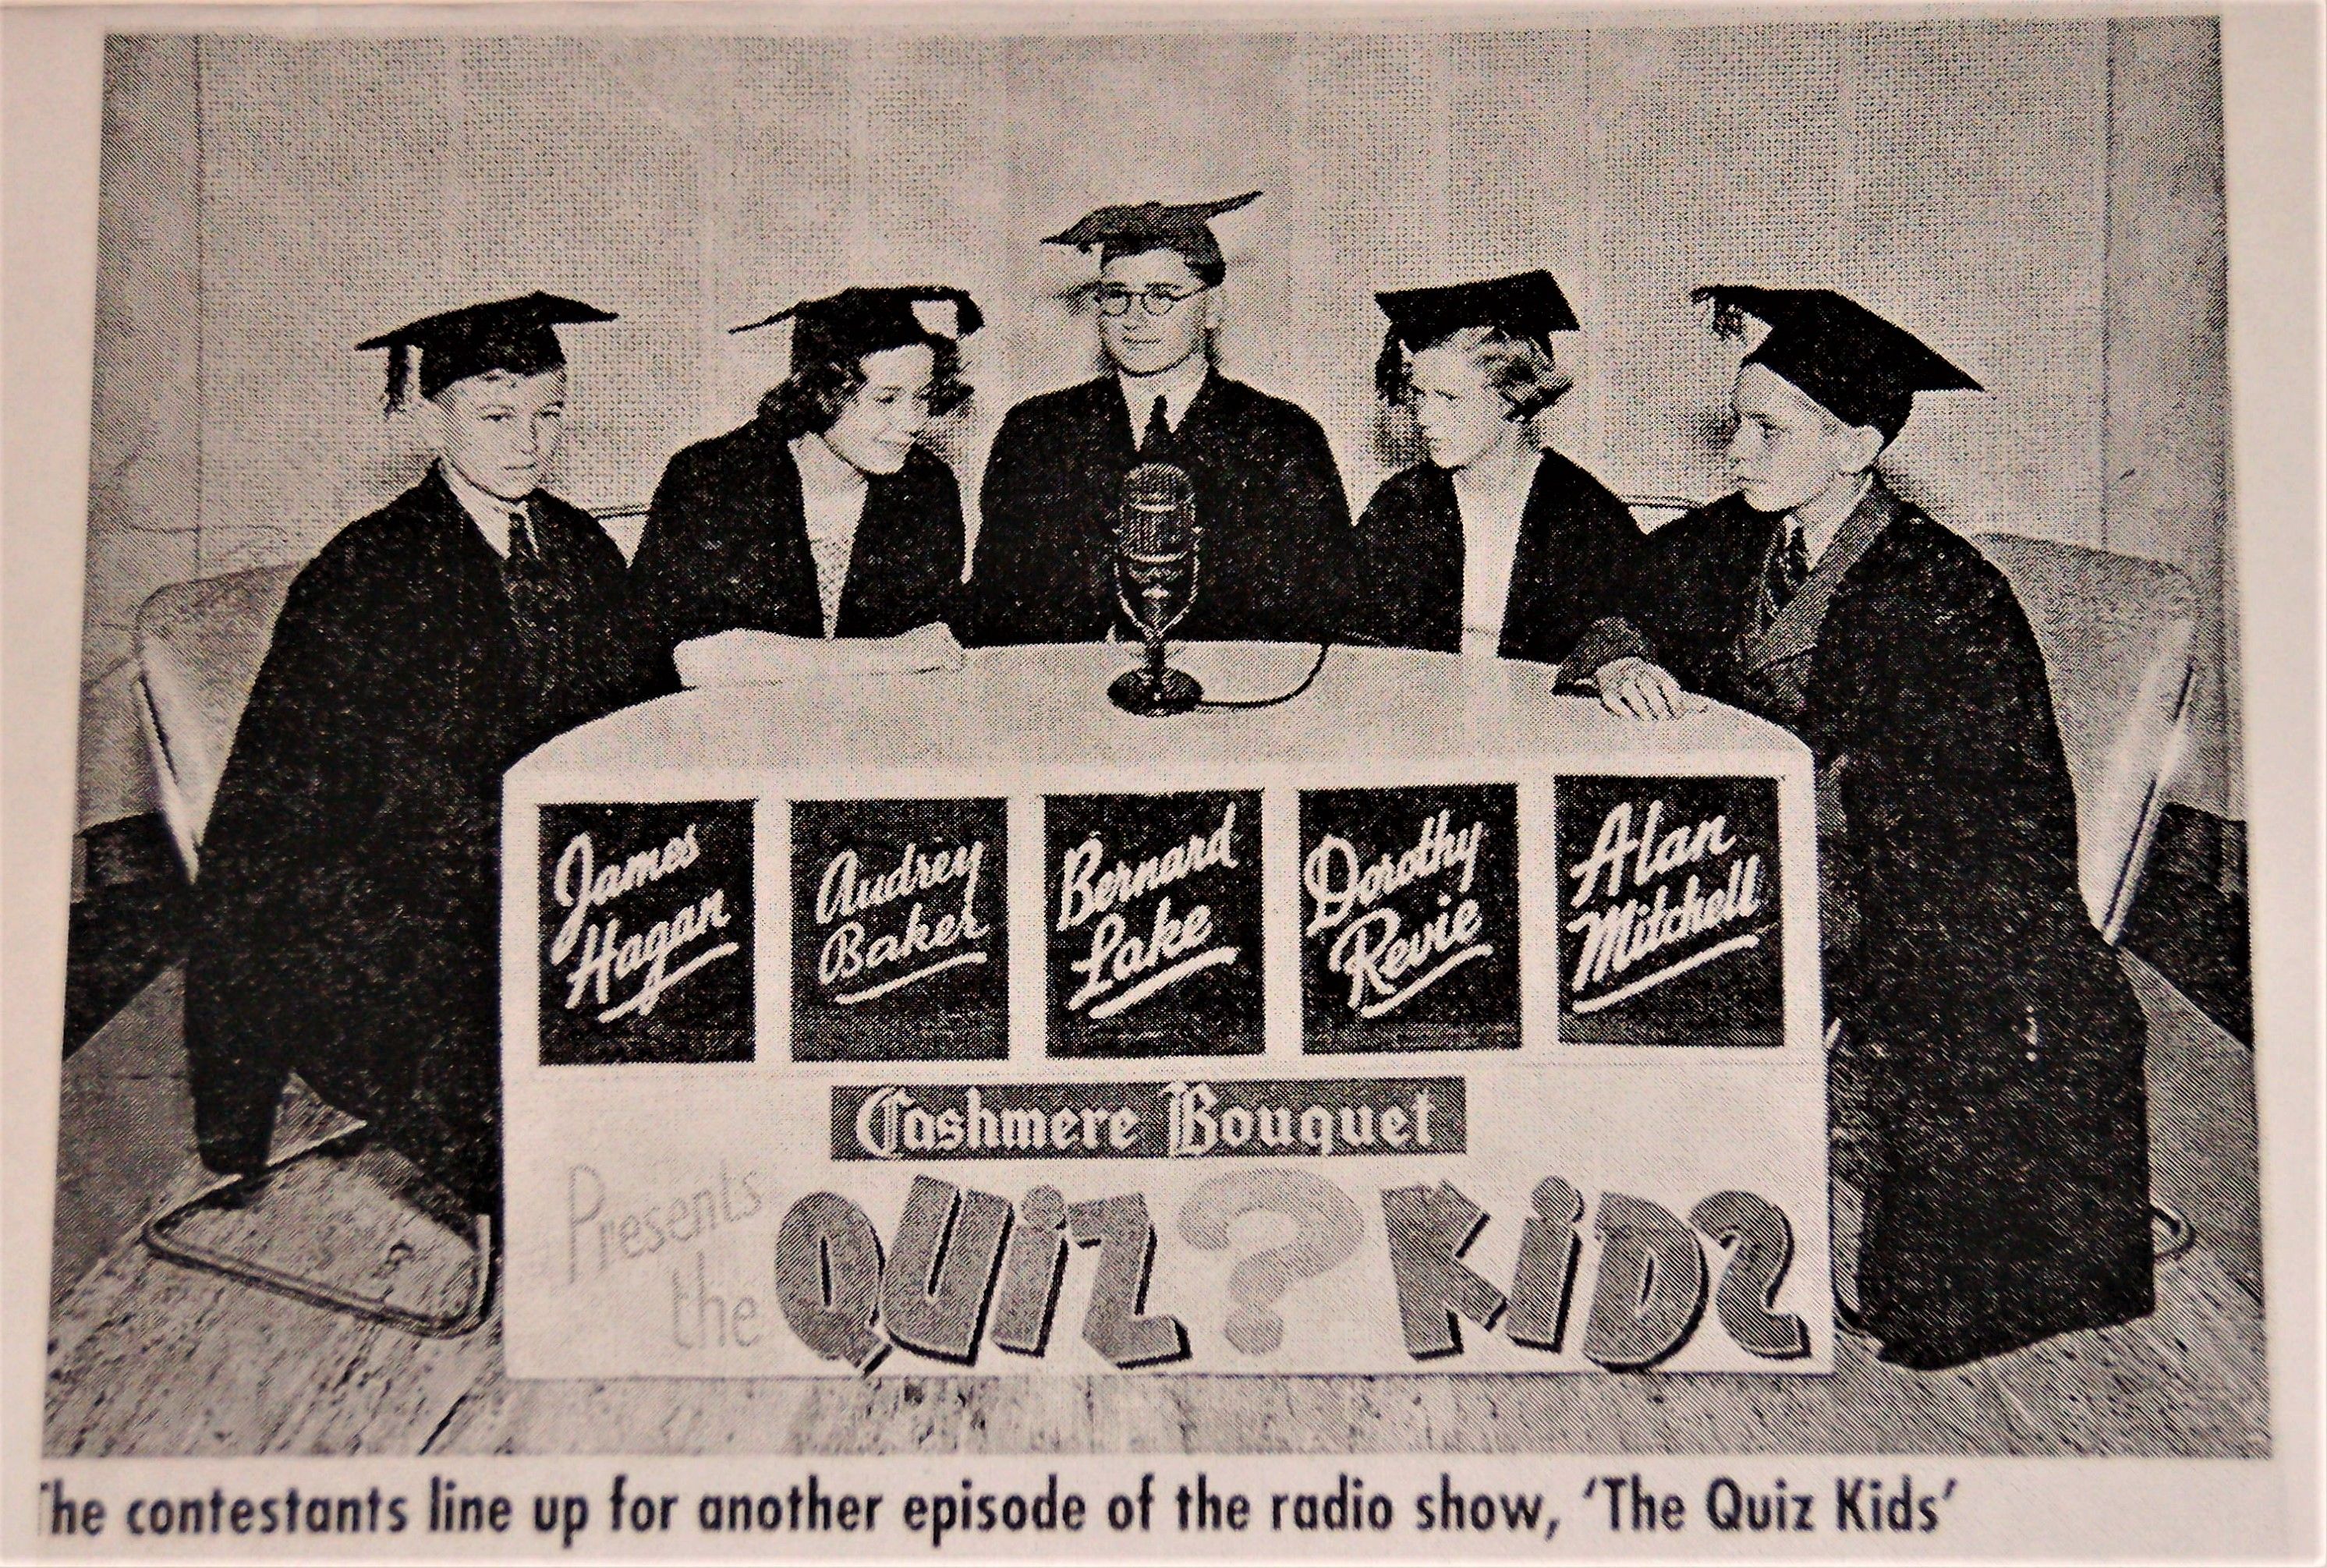 James
Hagan
Audrey
Baker
Bernard
Lake
Dorothy
Revie
Alan
Mitchell
Cashmere Bouquet
Presents
the
QUiZ ? KiDS
he contestants line up for another episode of the radio show, ‘The Quiz Kids’